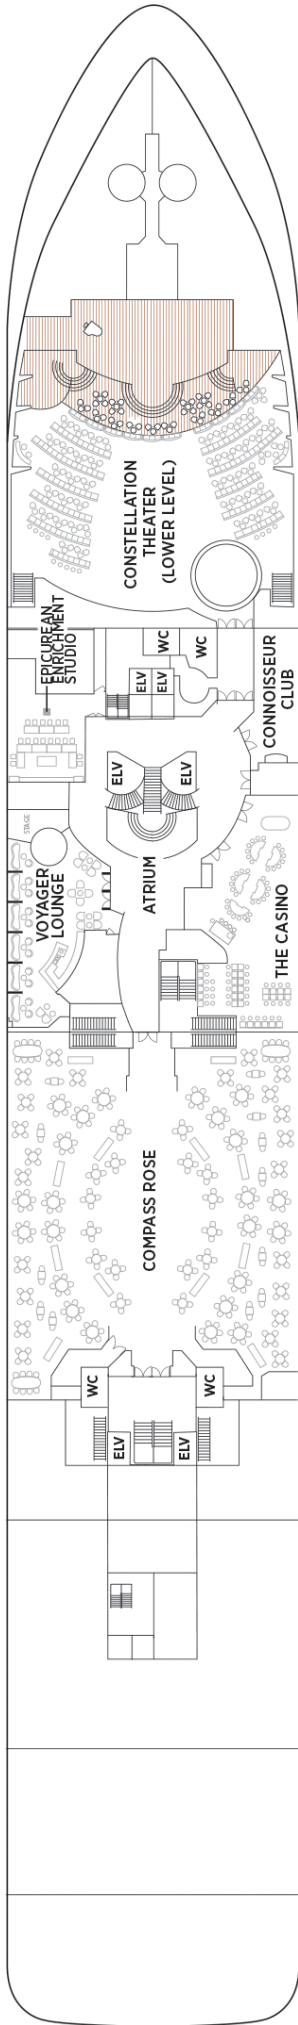 CONSTELLATION
THEATER
(LOWER LEVEL)
WC
WC
EPICUREAN
ENRICHMENT
STUDIO
ELV
ELV
CONNOISSEUR
CLUB
ELV
ELV
ATRIUM
STAGE
VOYAGER
LOUNGE
THE CASINO
COMPASS ROSE
WC
WC
ELV
ELV